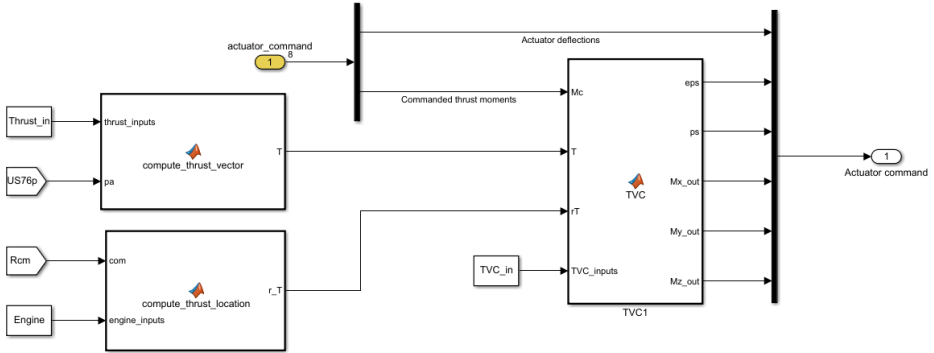 actuator_command
8
1
Actuator deflections
Commanded thrust moments
Mc
eps
Thrust_in
thrust_inputs
compute_thrust_vector
T
T
ps
1
Actuator command
US76p
pa
TVC
Mx_out
rT
My_out
Rcm
com
r_T
TVC_in
TVC_inputs
Mz_out
compute_thrust_location
Engine
engine_inputs
TVC1